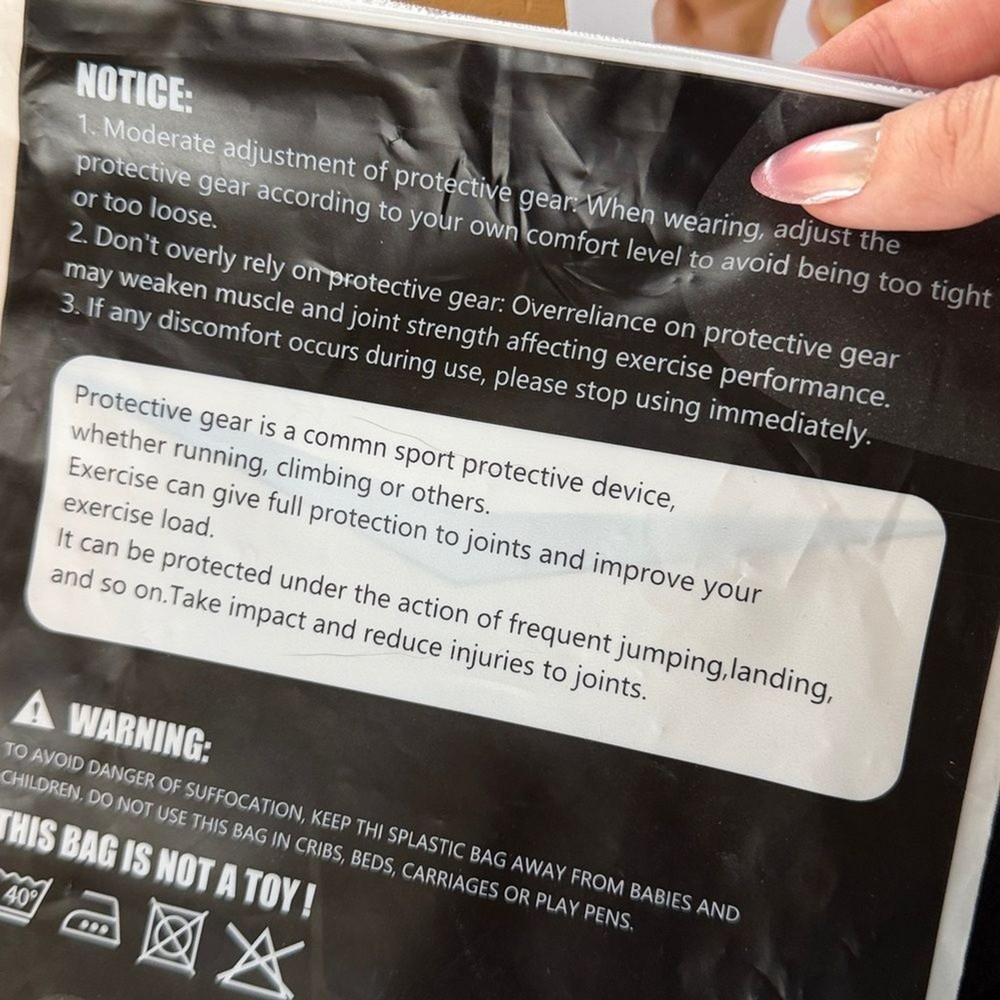 NOTICE:
1. Moderate adjustment of protective gear: When wearing, adjust the
protective gear according to your own comfort level to avoid being too tight
or too loose.
2. Don't overly rely on protective gear: Overreliance on protective gear
may weaken muscle and joint strength affecting exercise performance.
3. If any discomfort occurs during use, please stop using immediately.
Protective gear is a commn sport protective device,
whether running, climbing or others.
Exercise can give full protection to joints and improve your
exercise load.
It can be protected under the action of frequent jumping,landing,
and so on.Take impact and reduce injuries to joints.
WARNING:
TO AVOID DANGER OF SUFFOCATION, KEEP THI SPLASTIC BAG AWAY FROM BABIES AND
CHILDREN. DO NOT USE THIS BAG IN CRIBS, BEDS, CARRIAGES OR PLAY PENS.
THIS BAG IS NOT A TOY !
40°